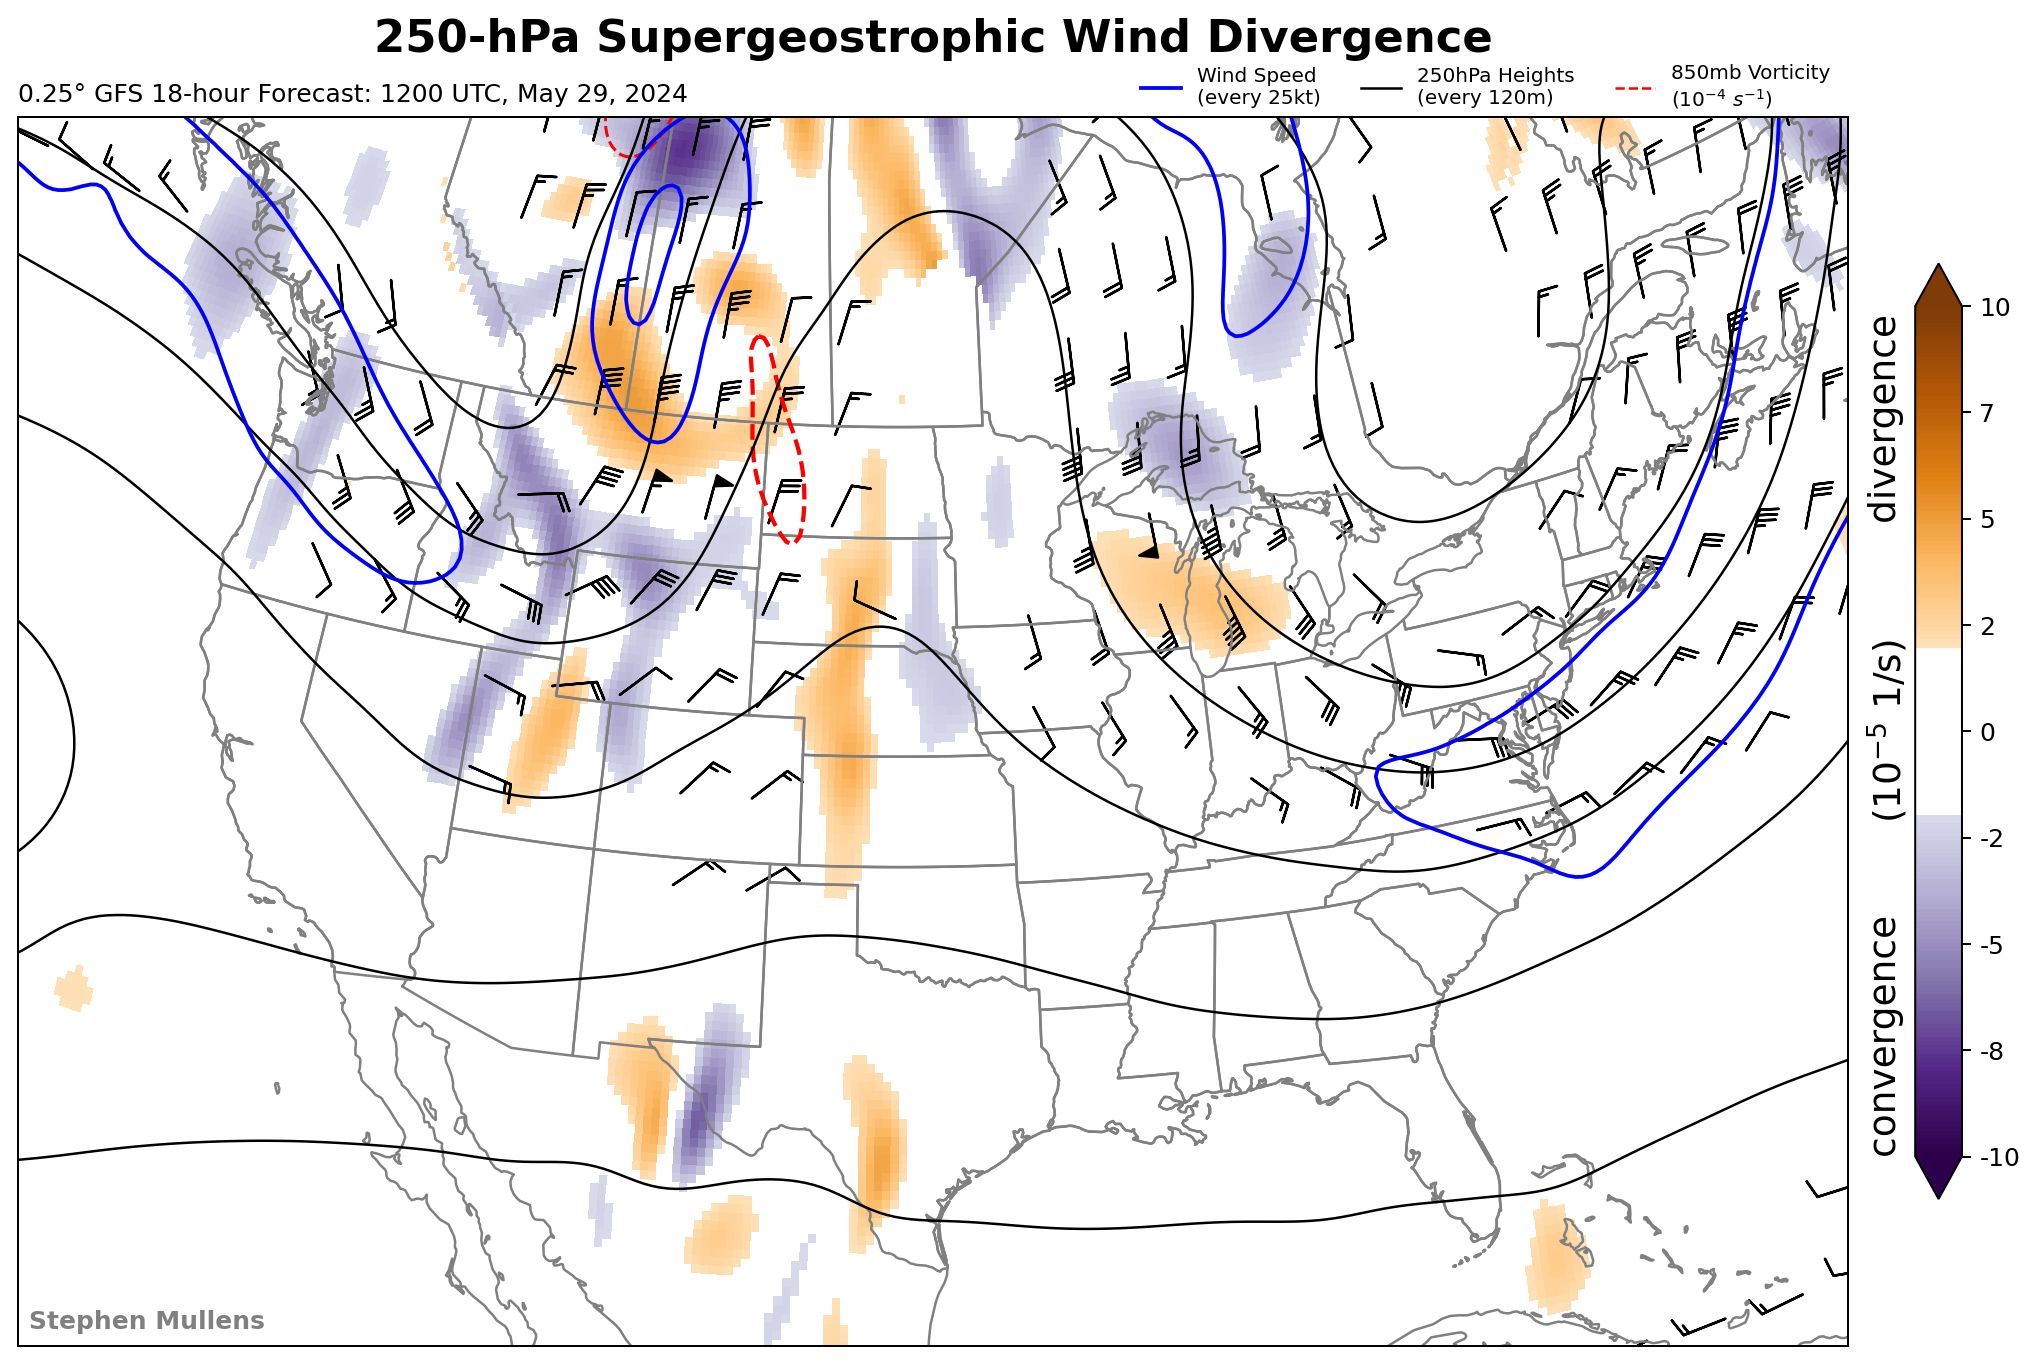 250-hPa Supergeostrophic Wind Divergence
0.25° GFS 18-hour Forecast: 1200 UTC, May 29, 2024
Wind Speed
(every 25kt)
250hPa Heights
(every 120m)
850mb Vorticity
(10⁻⁴ s⁻¹)
10
7
5
2
0
-2
-5
-8
-10
convergence (10⁻⁵ 1/s) divergence
Stephen Mullens